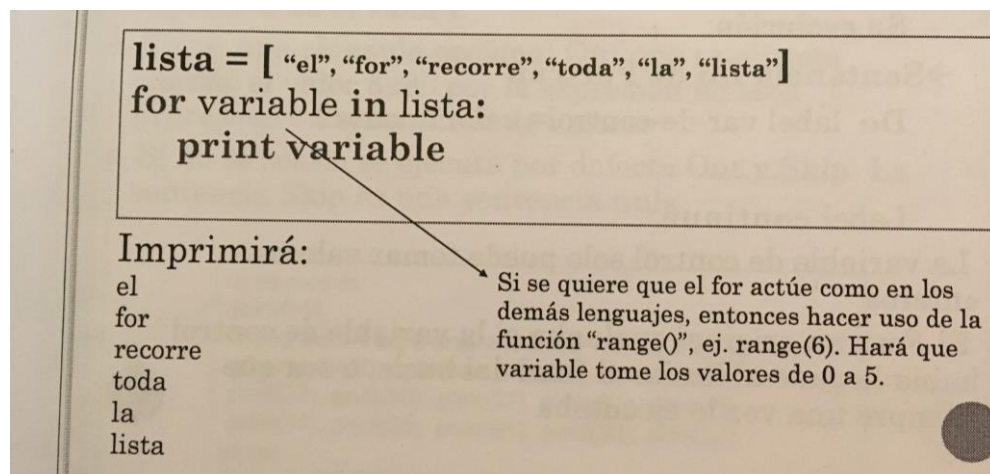 lista = [ “el”, “for”, “recorre”, “toda”, “la”, “lista”]
for variable in lista:
print variable
Imprimirá:
el
for
recorre
toda
la
lista
Si se quiere que el for actúe como en los
demás lenguajes, entonces hacer uso de la
función “range()”, ej. range(6). Hará que
variable tome los valores de 0 a 5.